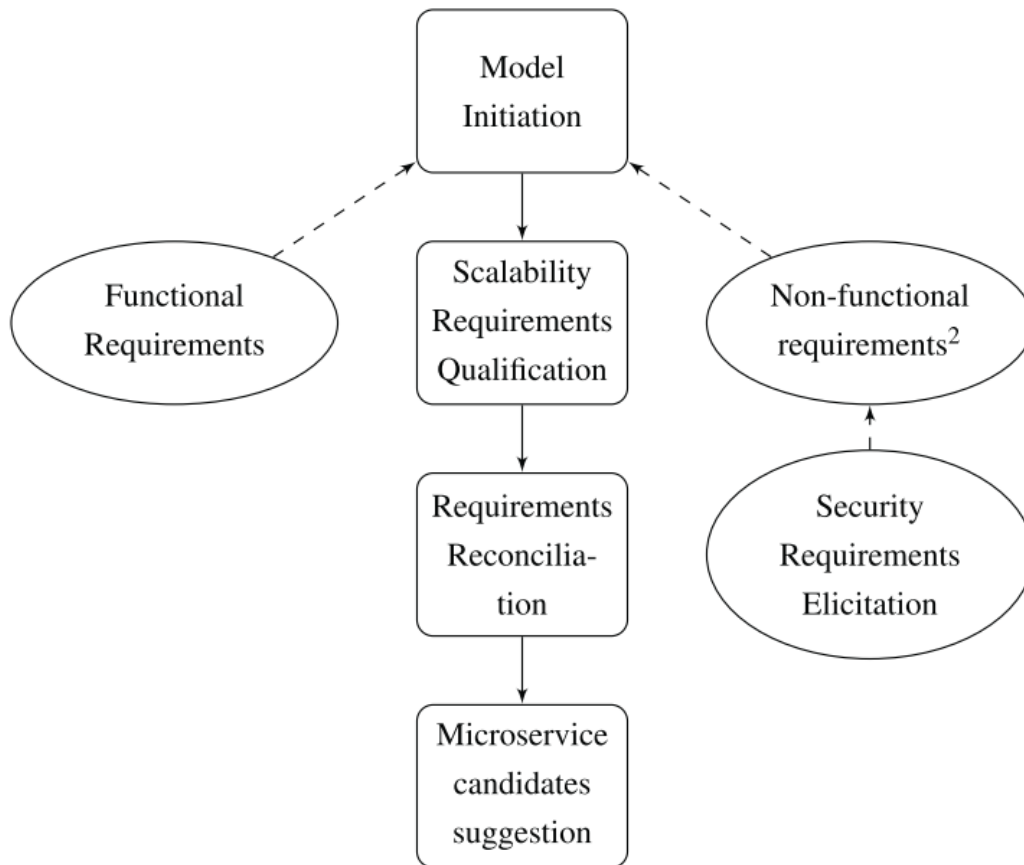 Model
Initiation
Functional
Requirements
Scalability
Requirements
Qualification
Non-functional
requirements²
Requirements
Reconcilia-
tion
Security
Requirements
Elicitation
Microservice
candidates
suggestion